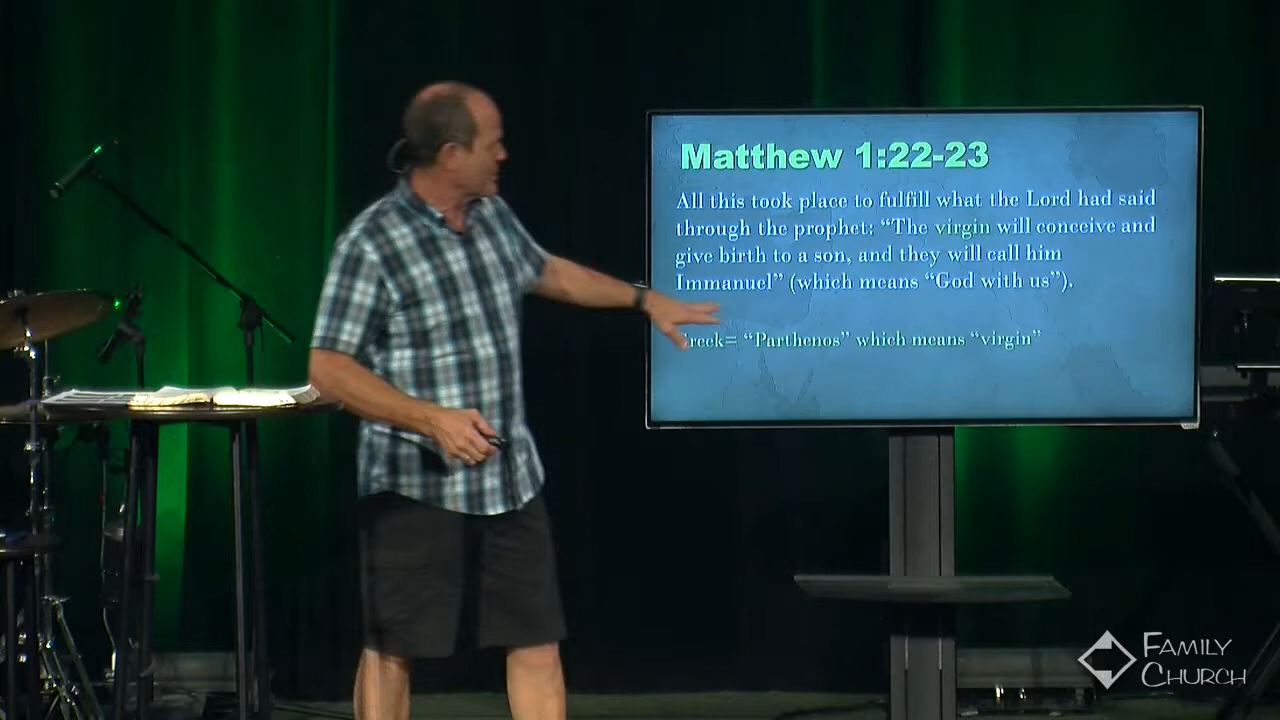 Matthew 1:22-23
All this took place to fulfill what the Lord had said
through the prophet: “The virgin will conceive and
give birth to a son, and they will call him
Immanuel” (which means “God with us”).
“Parthenos” which means “virgin”
FAMILY
CHURCH